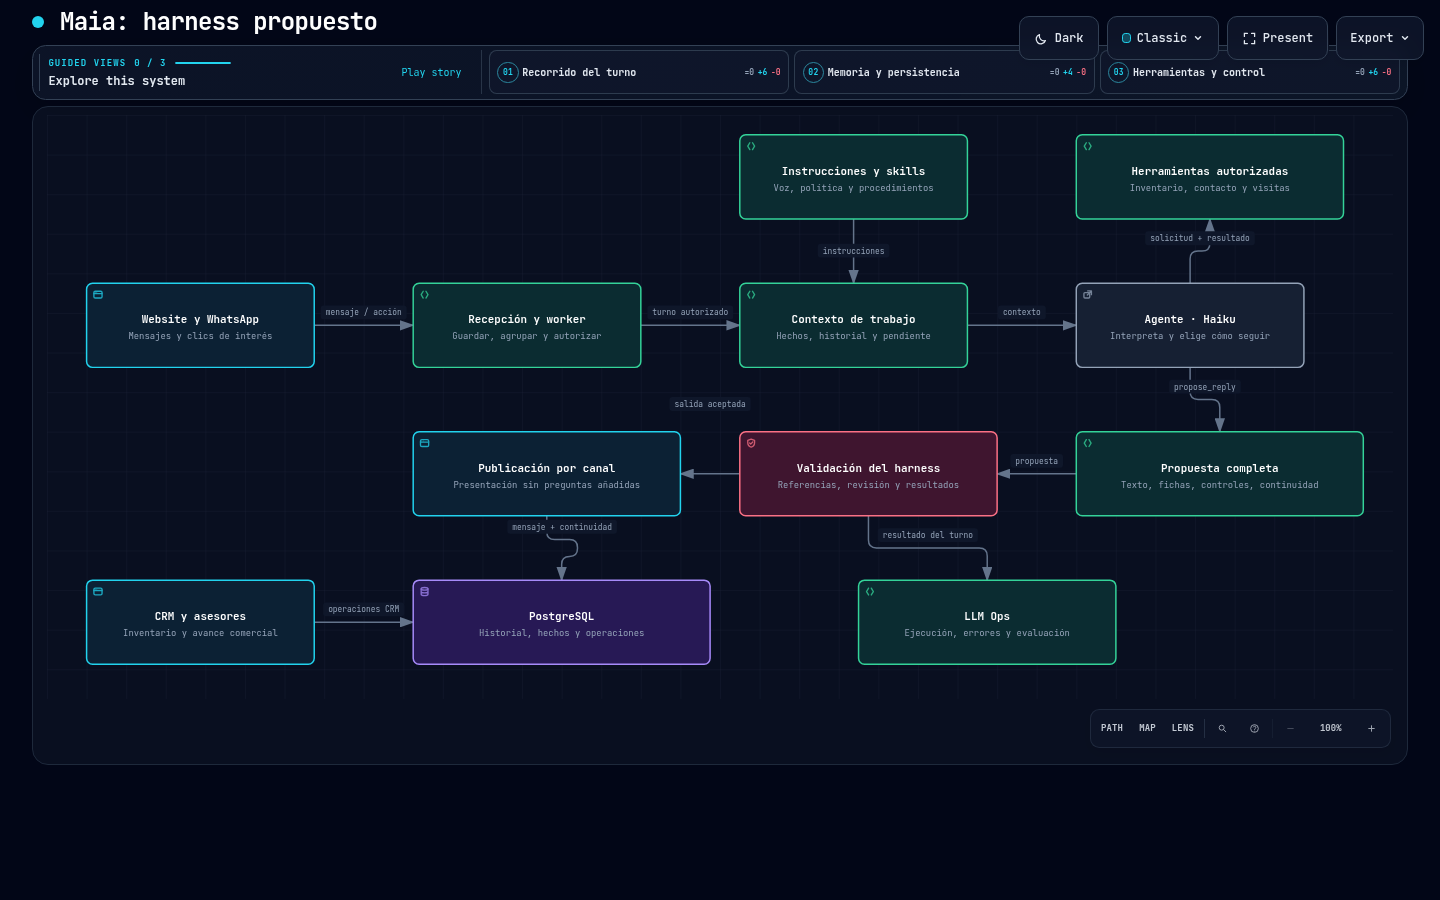 Maia: harness propuesto
Dark
Classic
Present
Export
GUIDED VIEWS 0 / 3
Explore this system
Play story
01 Recorrido del turno =0 +6 -0
02 Memoria y persistencia =0 +4 -0
03 Herramientas y control =0 +6 -0
Instrucciones y skills
Voz, política y procedimientos
Herramientas autorizadas
Inventario, contacto y visitas
instrucciones
solicitud + resultado
Website y WhatsApp
Mensajes y clics de interés
mensaje / acción
Recepción y worker
Guardar, agrupar y autorizar
turno autorizado
Contexto de trabajo
Hechos, historial y pendiente
contexto
Agente · Haiku
Interpreta y elige cómo seguir
propose_reply
salida aceptada
Publicación por canal
Presentación sin preguntas añadidas
Validación del harness
Referencias, revisión y resultados
propuesta
Propuesta completa
Texto, fichas, controles, continuidad
mensaje + continuidad
resultado del turno
CRM y asesores
Inventario y avance comercial
operaciones CRM
PostgreSQL
Historial, hechos y operaciones
LLM Ops
Ejecución, errores y evaluación
PATH MAP LENS − 100% +